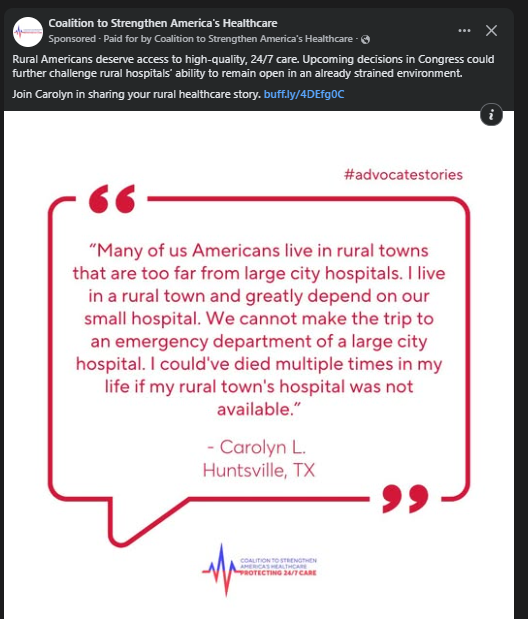 Coalition to Strengthen America's Healthcare
Sponsored · Paid for by Coalition to Strengthen America's Healthcare ·
Rural Americans deserve access to high-quality, 24/7 care. Upcoming decisions in Congress could
further challenge rural hospitals' ability to remain open in an already strained environment.
Join Carolyn in sharing your rural healthcare story. buff.ly/4DEfg0C
#advocatestories
“Many of us Americans live in rural towns
that are too far from large city hospitals. I live
in a rural town and greatly depend on our
small hospital. We cannot make the trip to
an emergency department of a large city
hospital. I could've died multiple times in my
life if my rural town's hospital was not
available.”
- Carolyn L.
Huntsville, TX
COALITION TO STRENGTHEN
AMERICA'S HEALTHCARE
PROTECTING 24/7 CARE